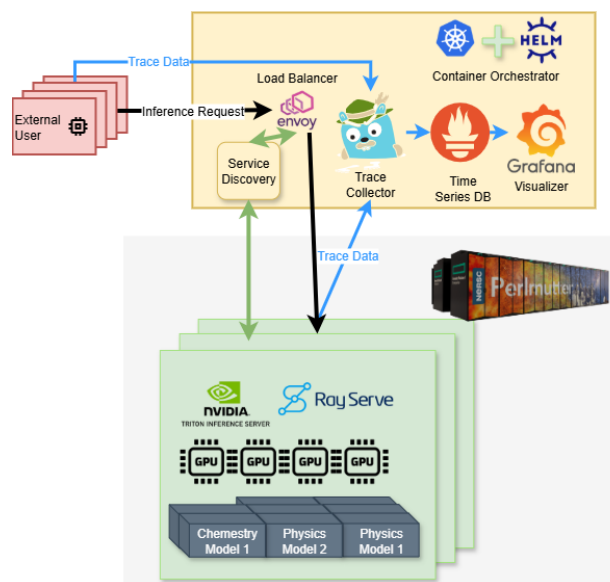 Trace Data
Load Balancer
HELM
Container Orchestrator
External
User
Inference Request
envoy
Service
Discovery
Trace
Collector
Time
Series DB
Grafana
Visualizer
Trace Data
NERSC
Perlmutter
NVIDIA.
TRITON INFERENCE SERVER
Ray Serve
GPU
GPU
GPU
GPU
Chemestry
Model 1
Physics
Model 2
Physics
Model 1